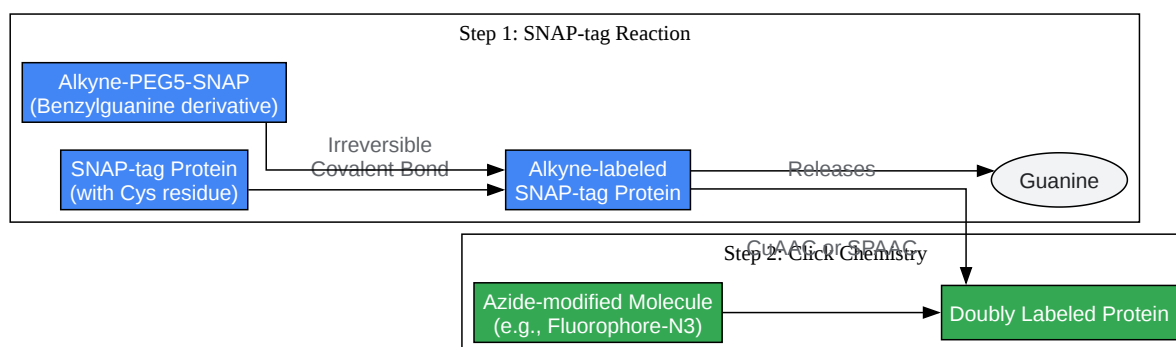 Step 1: SNAP-tag Reaction
Alkyne-PEG5-SNAP
(Benzylguanine derivative)
Irreversible
Covalent Bond
SNAP-tag Protein
(with Cys residue)
Alkyne-labeled
SNAP-tag Protein
Releases
Guanine
CuAAC or SPAAC
Step 2: Click Chemistry
Azide-modified Molecule
(e.g., Fluorophore-N3)
Doubly Labeled Protein